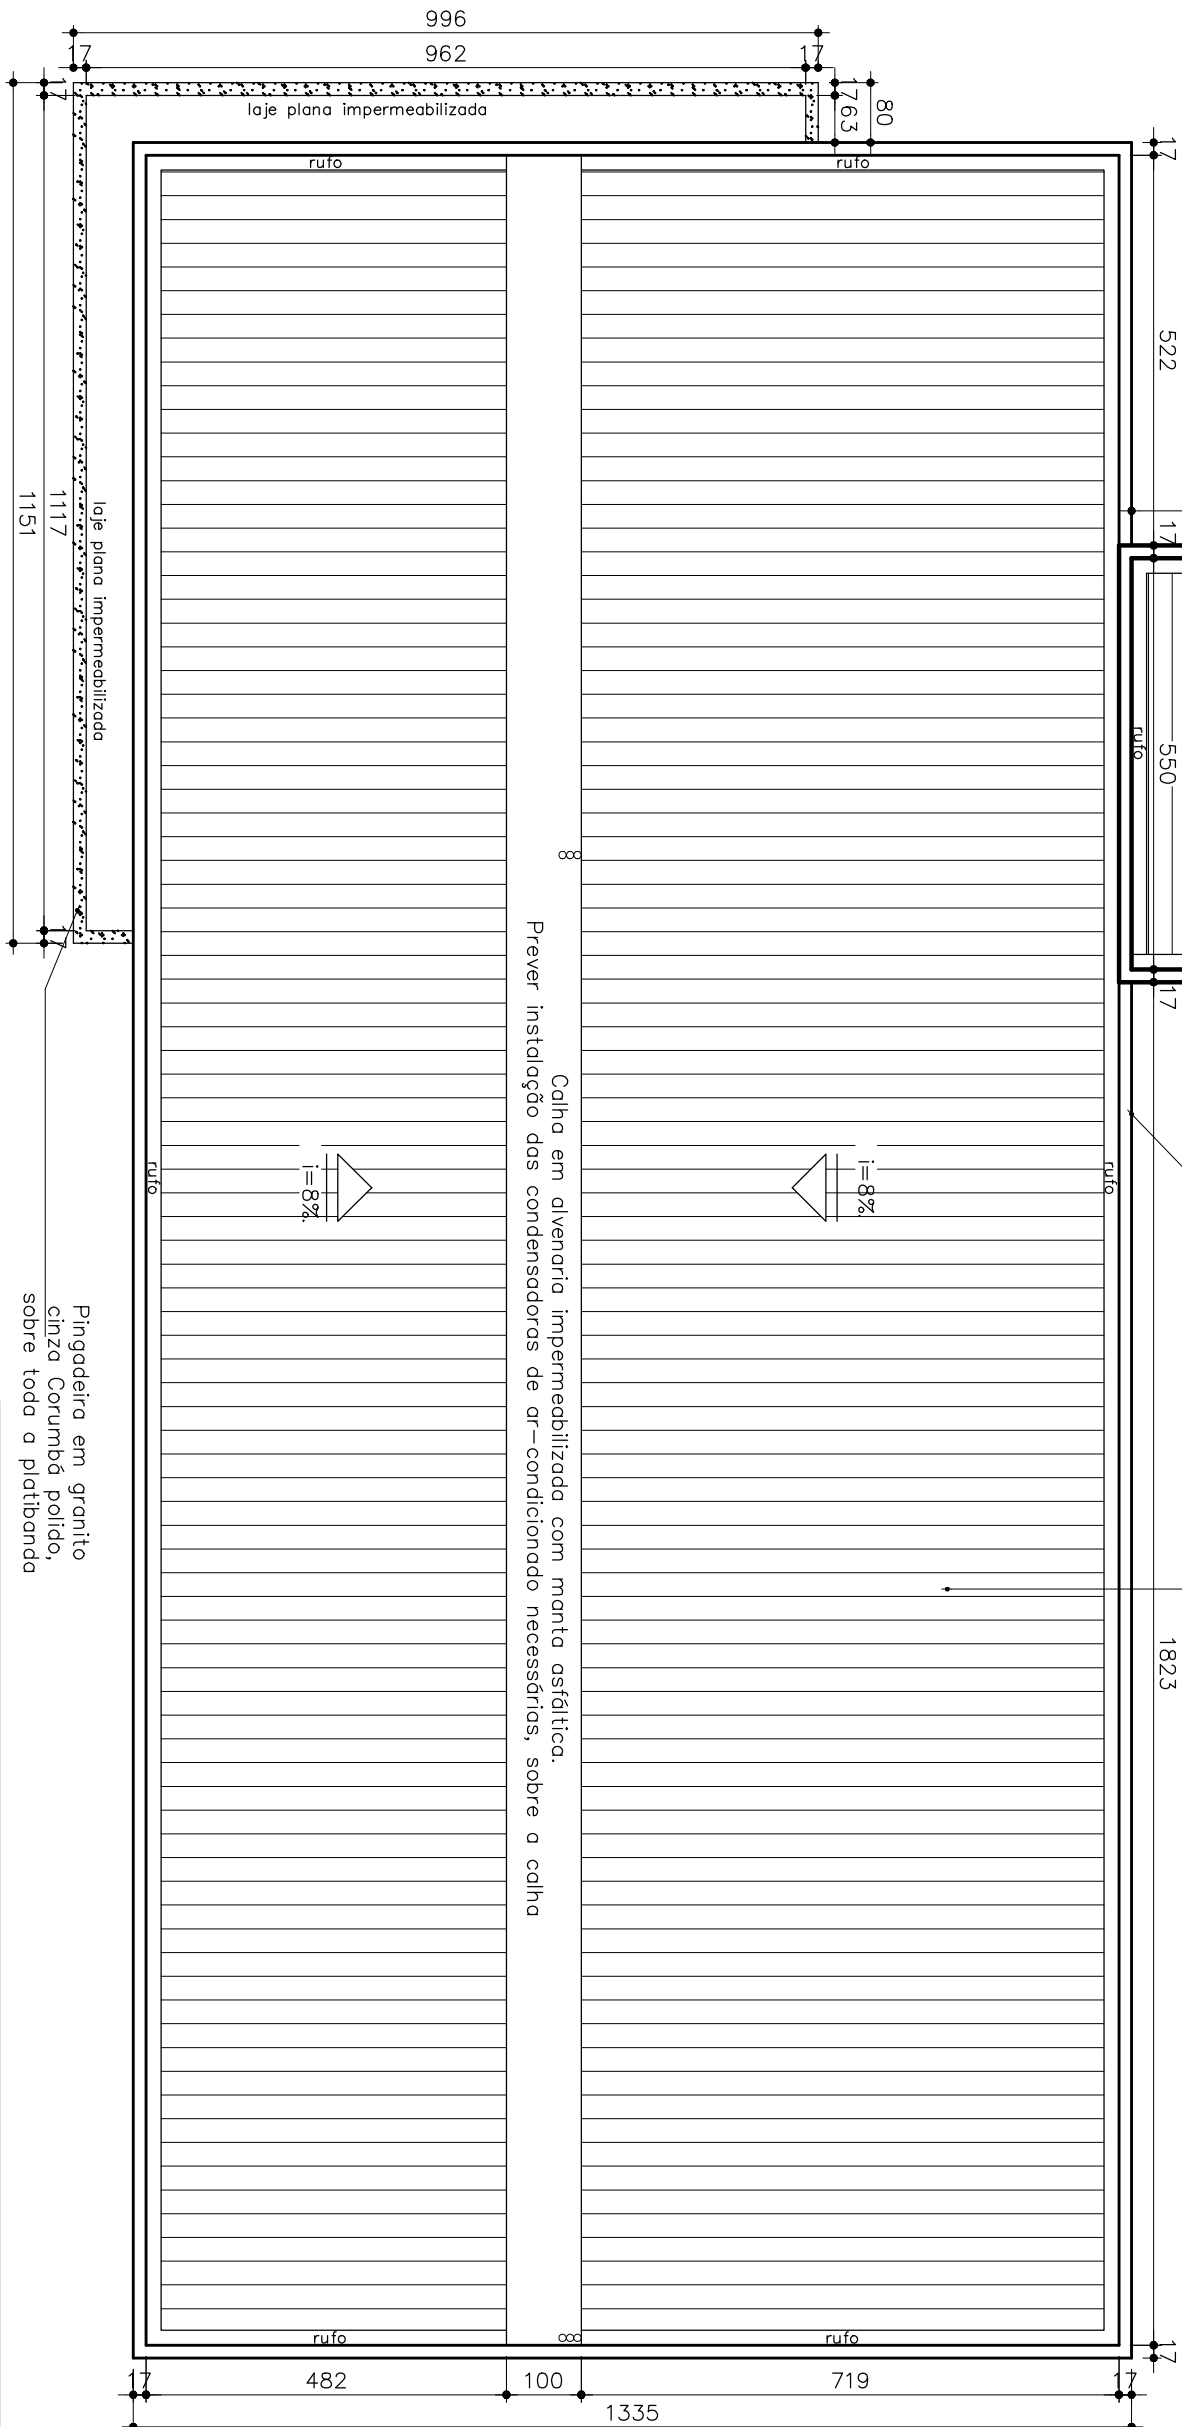 996
17
962
17
17
63
80
17
laje plana impermeabilizada
rufo
rufo
522
17
550
rufo
17
17
1117
1151
17
laje plana impermeabilizada
Calha em alvenaria impermeabilizada com manta asfáltica.
Prever instalação das condensadoras de ar-condicionado necessárias, sobre a calha
i=8%.
i=8%.
rufo
rufo
Pingadeira em granito
cinza Corumbá polido,
sobre toda a platibanda
1823
17
rufo
rufo
17
482
100
719
17
1335